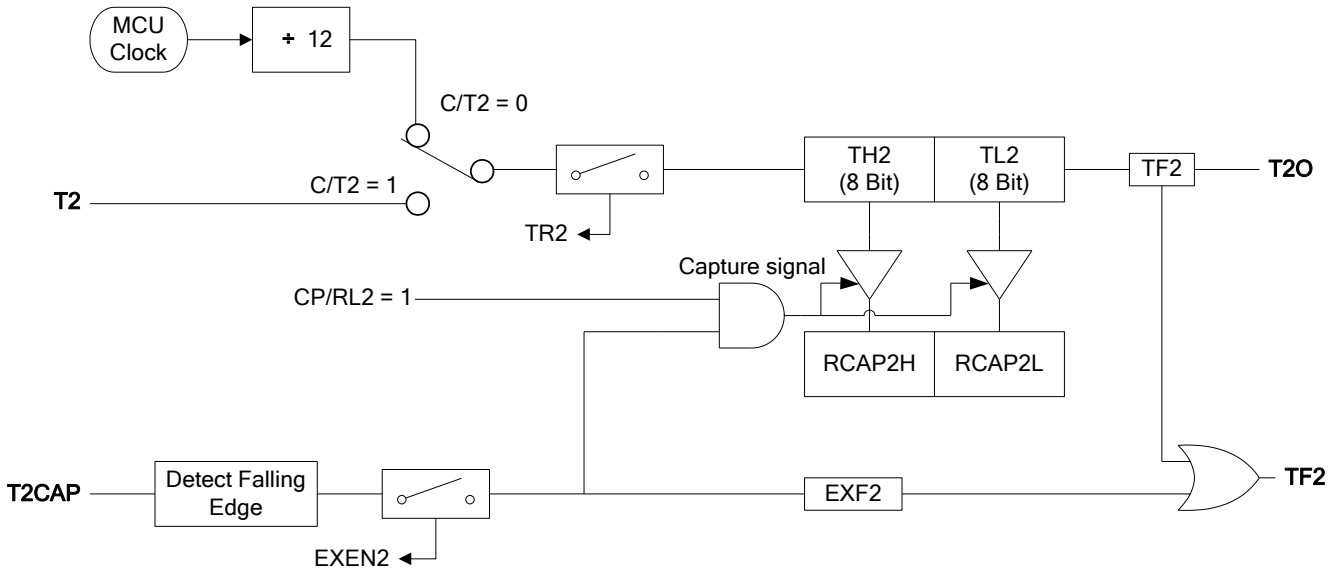 MCU
Clock
÷ 12
C/T2 = 0
C/T2 = 1
T2
TR2
TH2
(8 Bit)
TL2
(8 Bit)
TF2
T2O
Capture signal
CP/RL2 = 1
RCAP2H
RCAP2L
T2CAP
Detect Falling
Edge
EXEN2
EXF2
TF2